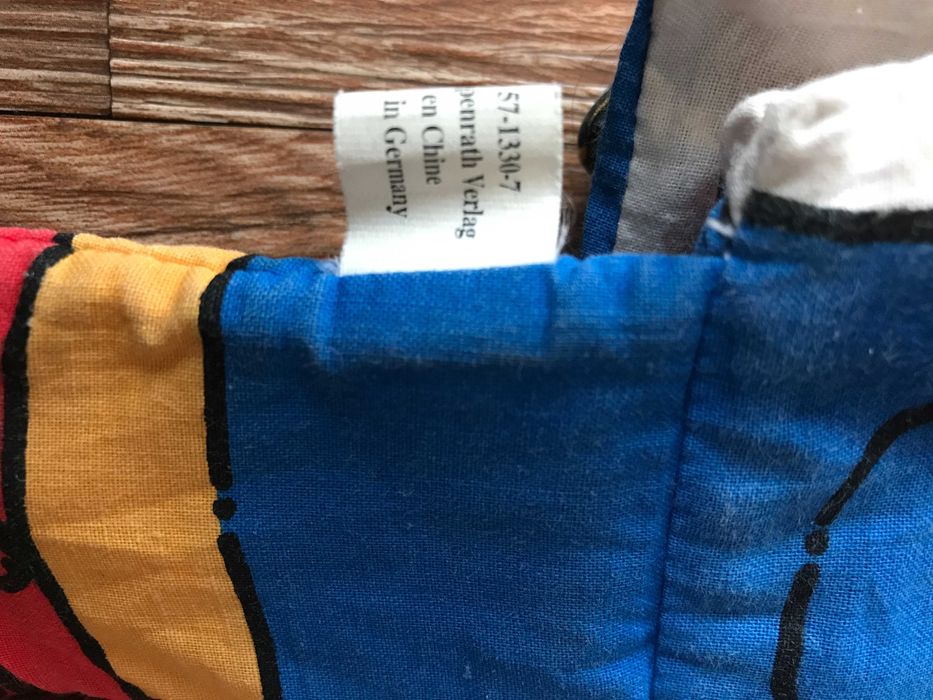 57-1330-7
penrath Verlag
en Chine
in Germany